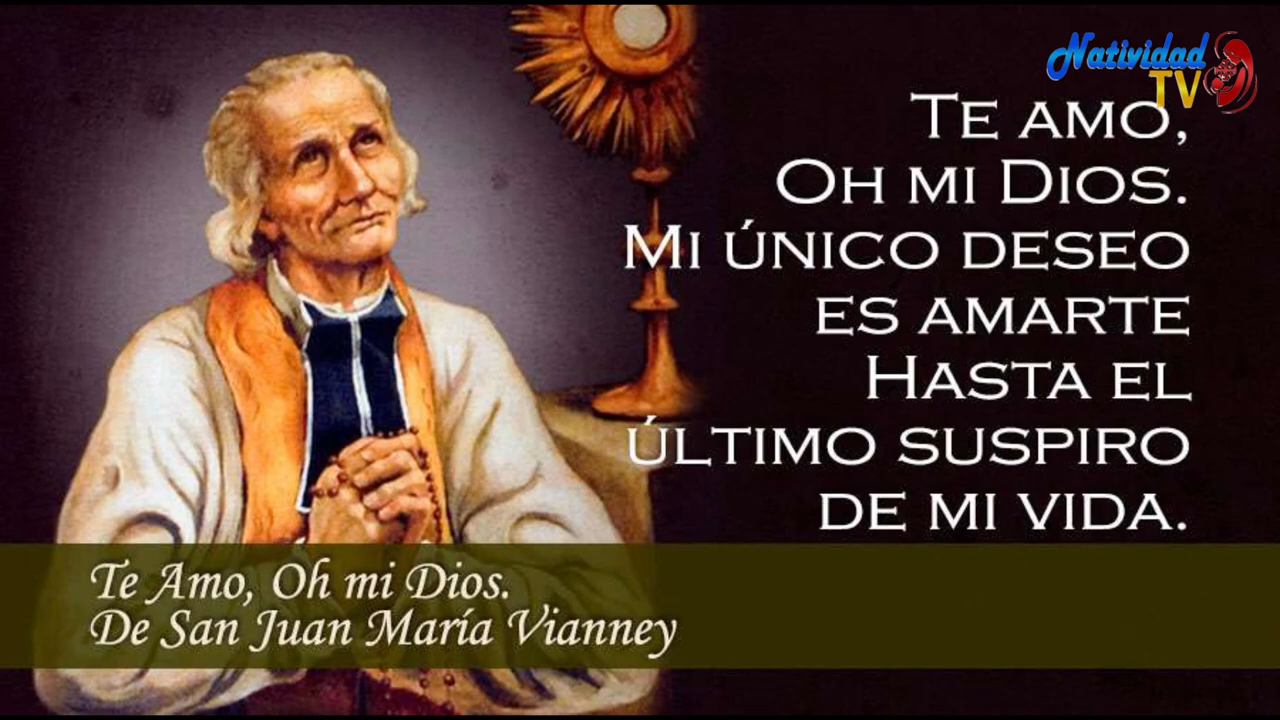 Natividad
TV
TE AMO,
OH MI DIOS.
MI ÚNICO DESEO
ES AMARTE
HASTA EL
ÚLTIMO SUSPIRO
DE MI VIDA.
Te Amo, Oh mi Dios.
De San Juan María Vianney